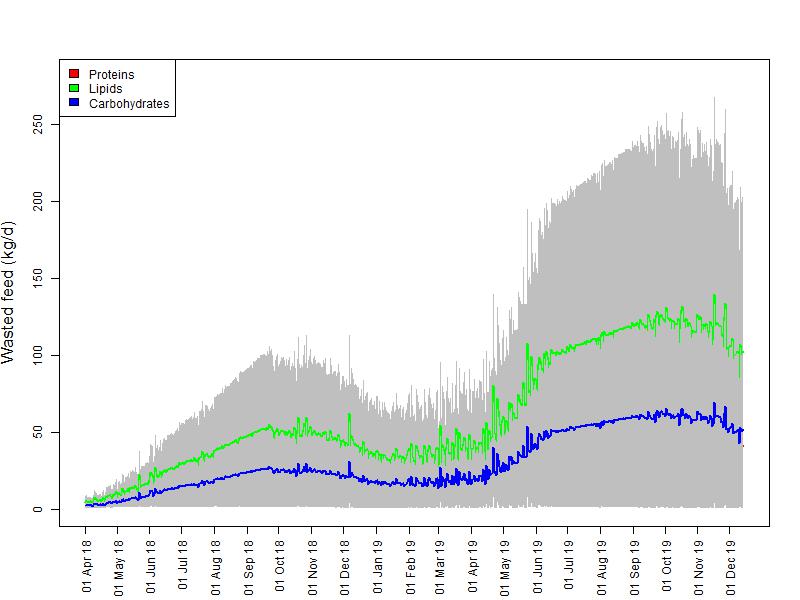 Proteins
Lipids
Carbohydrates
Wasted feed (kg/d)
250
200
150
100
50
0
01 Apr 18
01 May 18
01 Jun 18
01 Jul 18
01 Aug 18
01 Sep 18
01 Oct 18
01 Nov 18
01 Dec 18
01 Jan 19
01 Feb 19
01 Mar 19
01 Apr 19
01 May 19
01 Jun 19
01 Jul 19
01 Aug 19
01 Sep 19
01 Oct 19
01 Nov 19
01 Dec 19